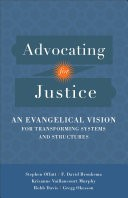 Advocating
for
Justice
AN EVANGELICAL VISION
FOR TRANSFORMING SYSTEMS
AND STRUCTURES
Stephen Offutt · F. David Bronkema
Krisanne Vaillancourt Murphy
Robb Davis · Gregg Okesson